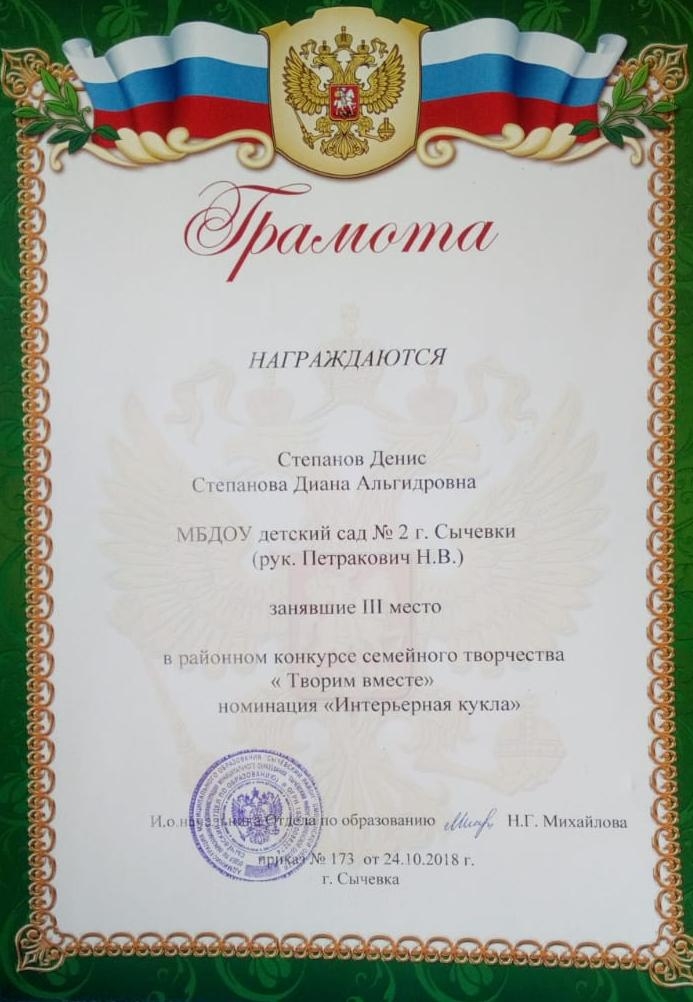 Грамота
НАГРАЖДАЮТСЯ
Степанов Денис
Степанова Диана Альгидровна
МБДОУ детский сад № 2 г. Сычевки
(рук. Петракович Н.В.)
занявшие III место
в районном конкурсе семейного творчества
« Творим вместе»
номинация «Интерьерная кукла»
И.о.начальника Отдела по образованию Н.Г. Михайлова
приказ № 173 от 24.10.2018 г.
г. Сычевка